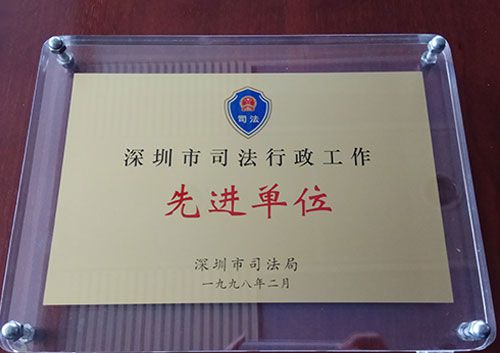 司法
深圳市司法行政工作
先进单位
深圳市司法局
一九九八年二月